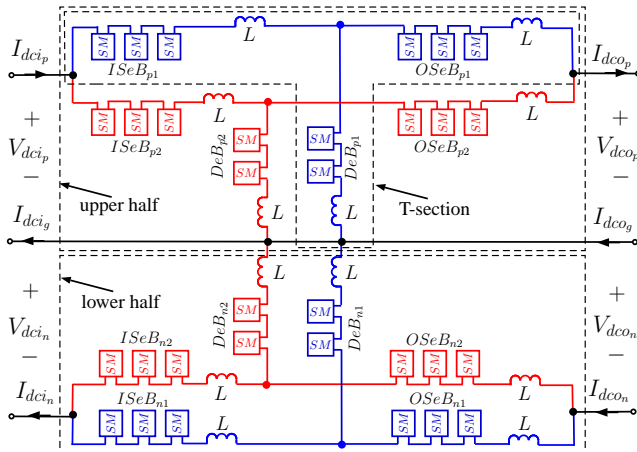 I_{dci_p} SM SM SM L SM SM SM L I_{dco_p}
ISeB_{p1} OSeB_{p1}
+ SM SM SM L SM SM SM L +
V_{dci_p} ISeB_{p2} OSeB_{p2} V_{dco_p}
− DeB_{p2} SM SM SM SM DeB_{p1} −
upper half L L T-section
I_{dci_g} I_{dco_g}
L L
+ lower half +
V_{dci_n} ISeB_{n2} DeB_{n2} SM SM SM SM DeB_{n1} OSeB_{n2} V_{dco_n}
− SM SM SM L SM SM SM L −
I_{dci_n} ISeB_{n1} OSeB_{n1} I_{dco_n}
SM SM SM L SM SM SM L